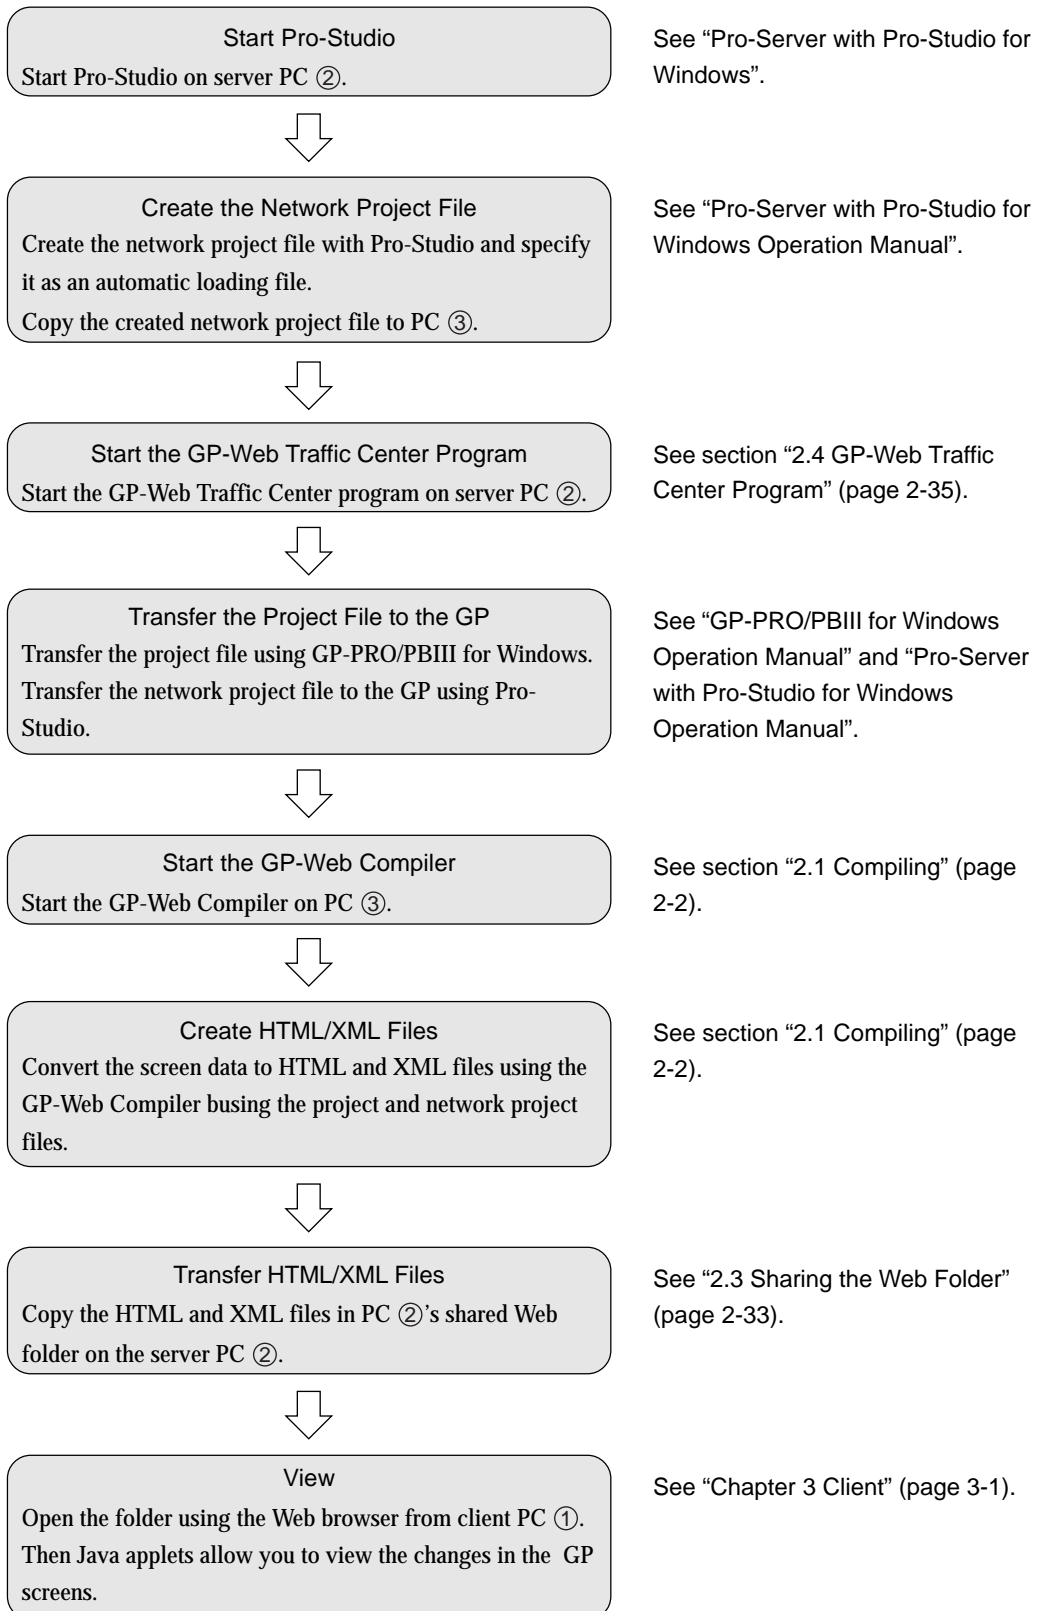 Start Pro-Studio
Start Pro-Studio on server PC ②.
See “Pro-Server with Pro-Studio for
Windows”.
Create the Network Project File
Create the network project file with Pro-Studio and specify
it as an automatic loading file.
Copy the created network project file to PC ③.
See “Pro-Server with Pro-Studio for
Windows Operation Manual”.
Start the GP-Web Traffic Center Program
Start the GP-Web Traffic Center program on server PC ②.
See section “2.4 GP-Web Traffic
Center Program” (page 2-35).
Transfer the Project File to the GP
Transfer the project file using GP-PRO/PBIII for Windows.
Transfer the network project file to the GP using Pro-
Studio.
See “GP-PRO/PBIII for Windows
Operation Manual” and “Pro-Server
with Pro-Studio for Windows
Operation Manual”.
Start the GP-Web Compiler
Start the GP-Web Compiler on PC ③.
See section “2.1 Compiling” (page
2-2).
Create HTML/XML Files
Convert the screen data to HTML and XML files using the
GP-Web Compiler busing the project and network project
files.
See section “2.1 Compiling” (page
2-2).
Transfer HTML/XML Files
Copy the HTML and XML files in PC ②’s shared Web
folder on the server PC ②.
See “2.3 Sharing the Web Folder”
(page 2-33).
View
Open the folder using the Web browser from client PC ①.
Then Java applets allow you to view the changes in the GP
screens.
See “Chapter 3 Client” (page 3-1).